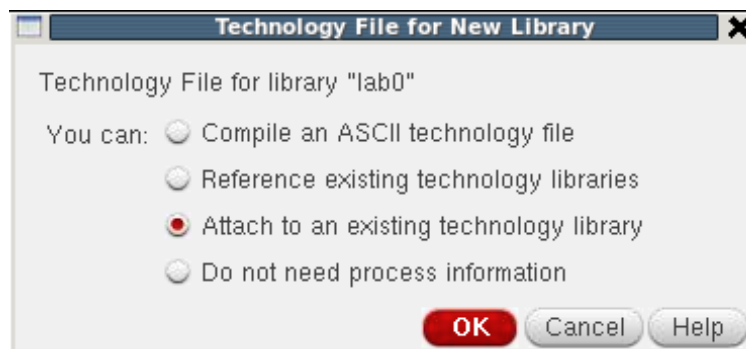 Technology File for New Library
Technology File for library "lab0"
You can: Compile an ASCII technology file
Reference existing technology libraries
Attach to an existing technology library
Do not need process information
OK Cancel Help